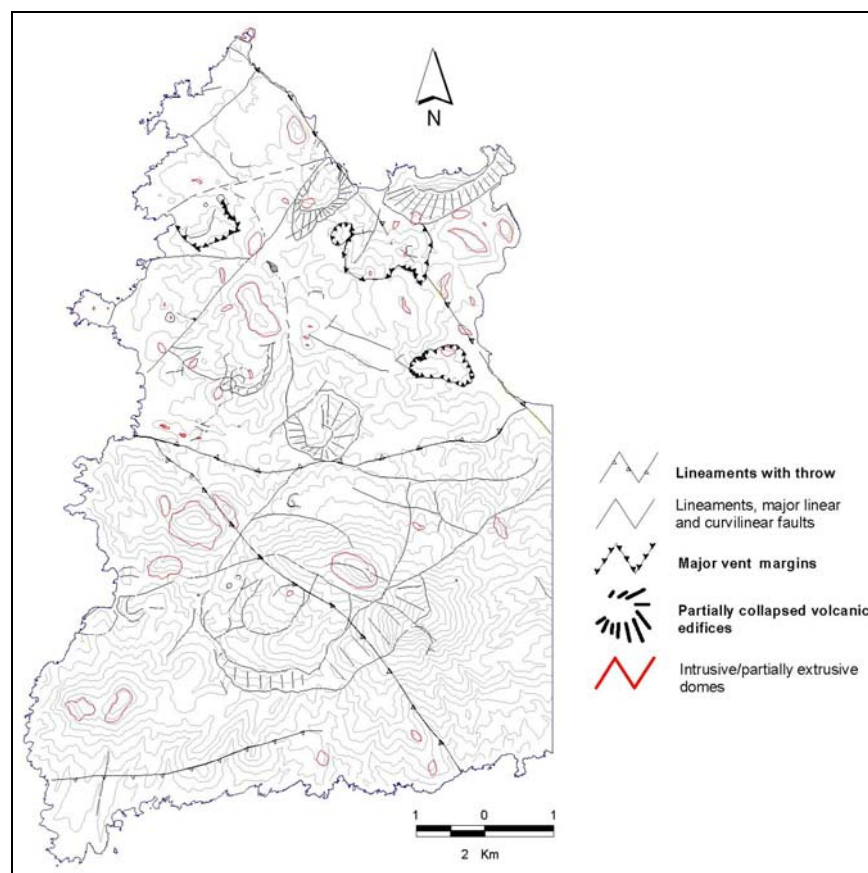 N
Lineaments with throw
Lineaments, major linear
and curvilinear faults
Major vent margins
Partially collapsed volcanic
edifices
Intrusive/partially extrusive
domes
1 0 1
2 Km